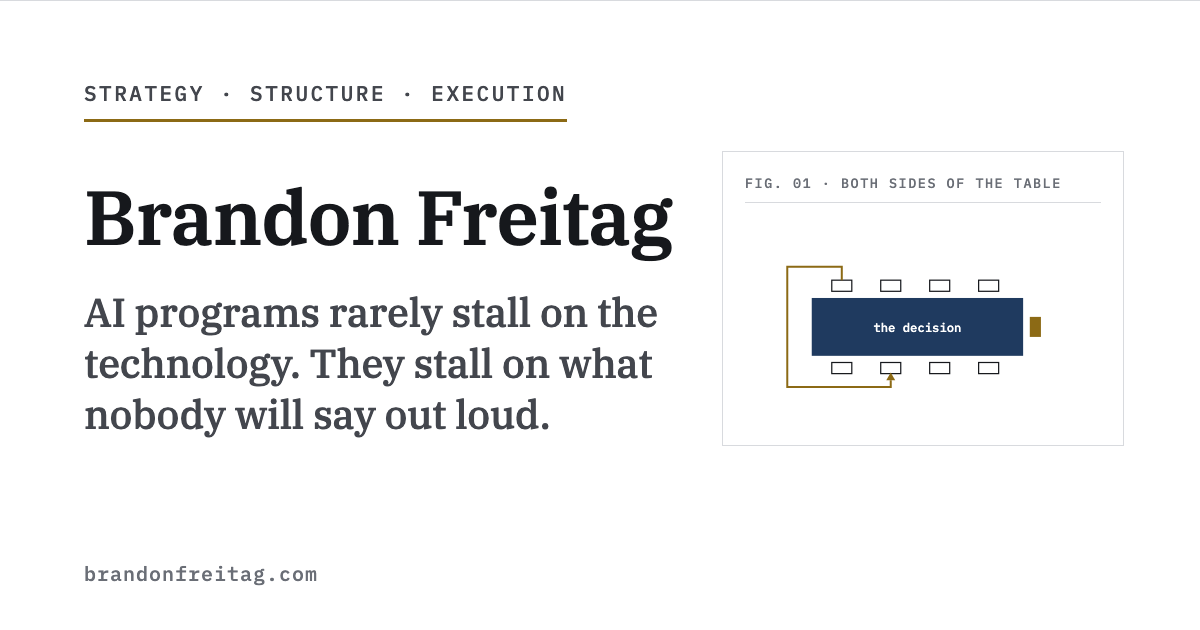 STRATEGY · STRUCTURE · EXECUTION
Brandon Freitag
AI programs rarely stall on the
technology. They stall on what
nobody will say out loud.
FIG. 01 · BOTH SIDES OF THE TABLE
the decision
brandonfreitag.com